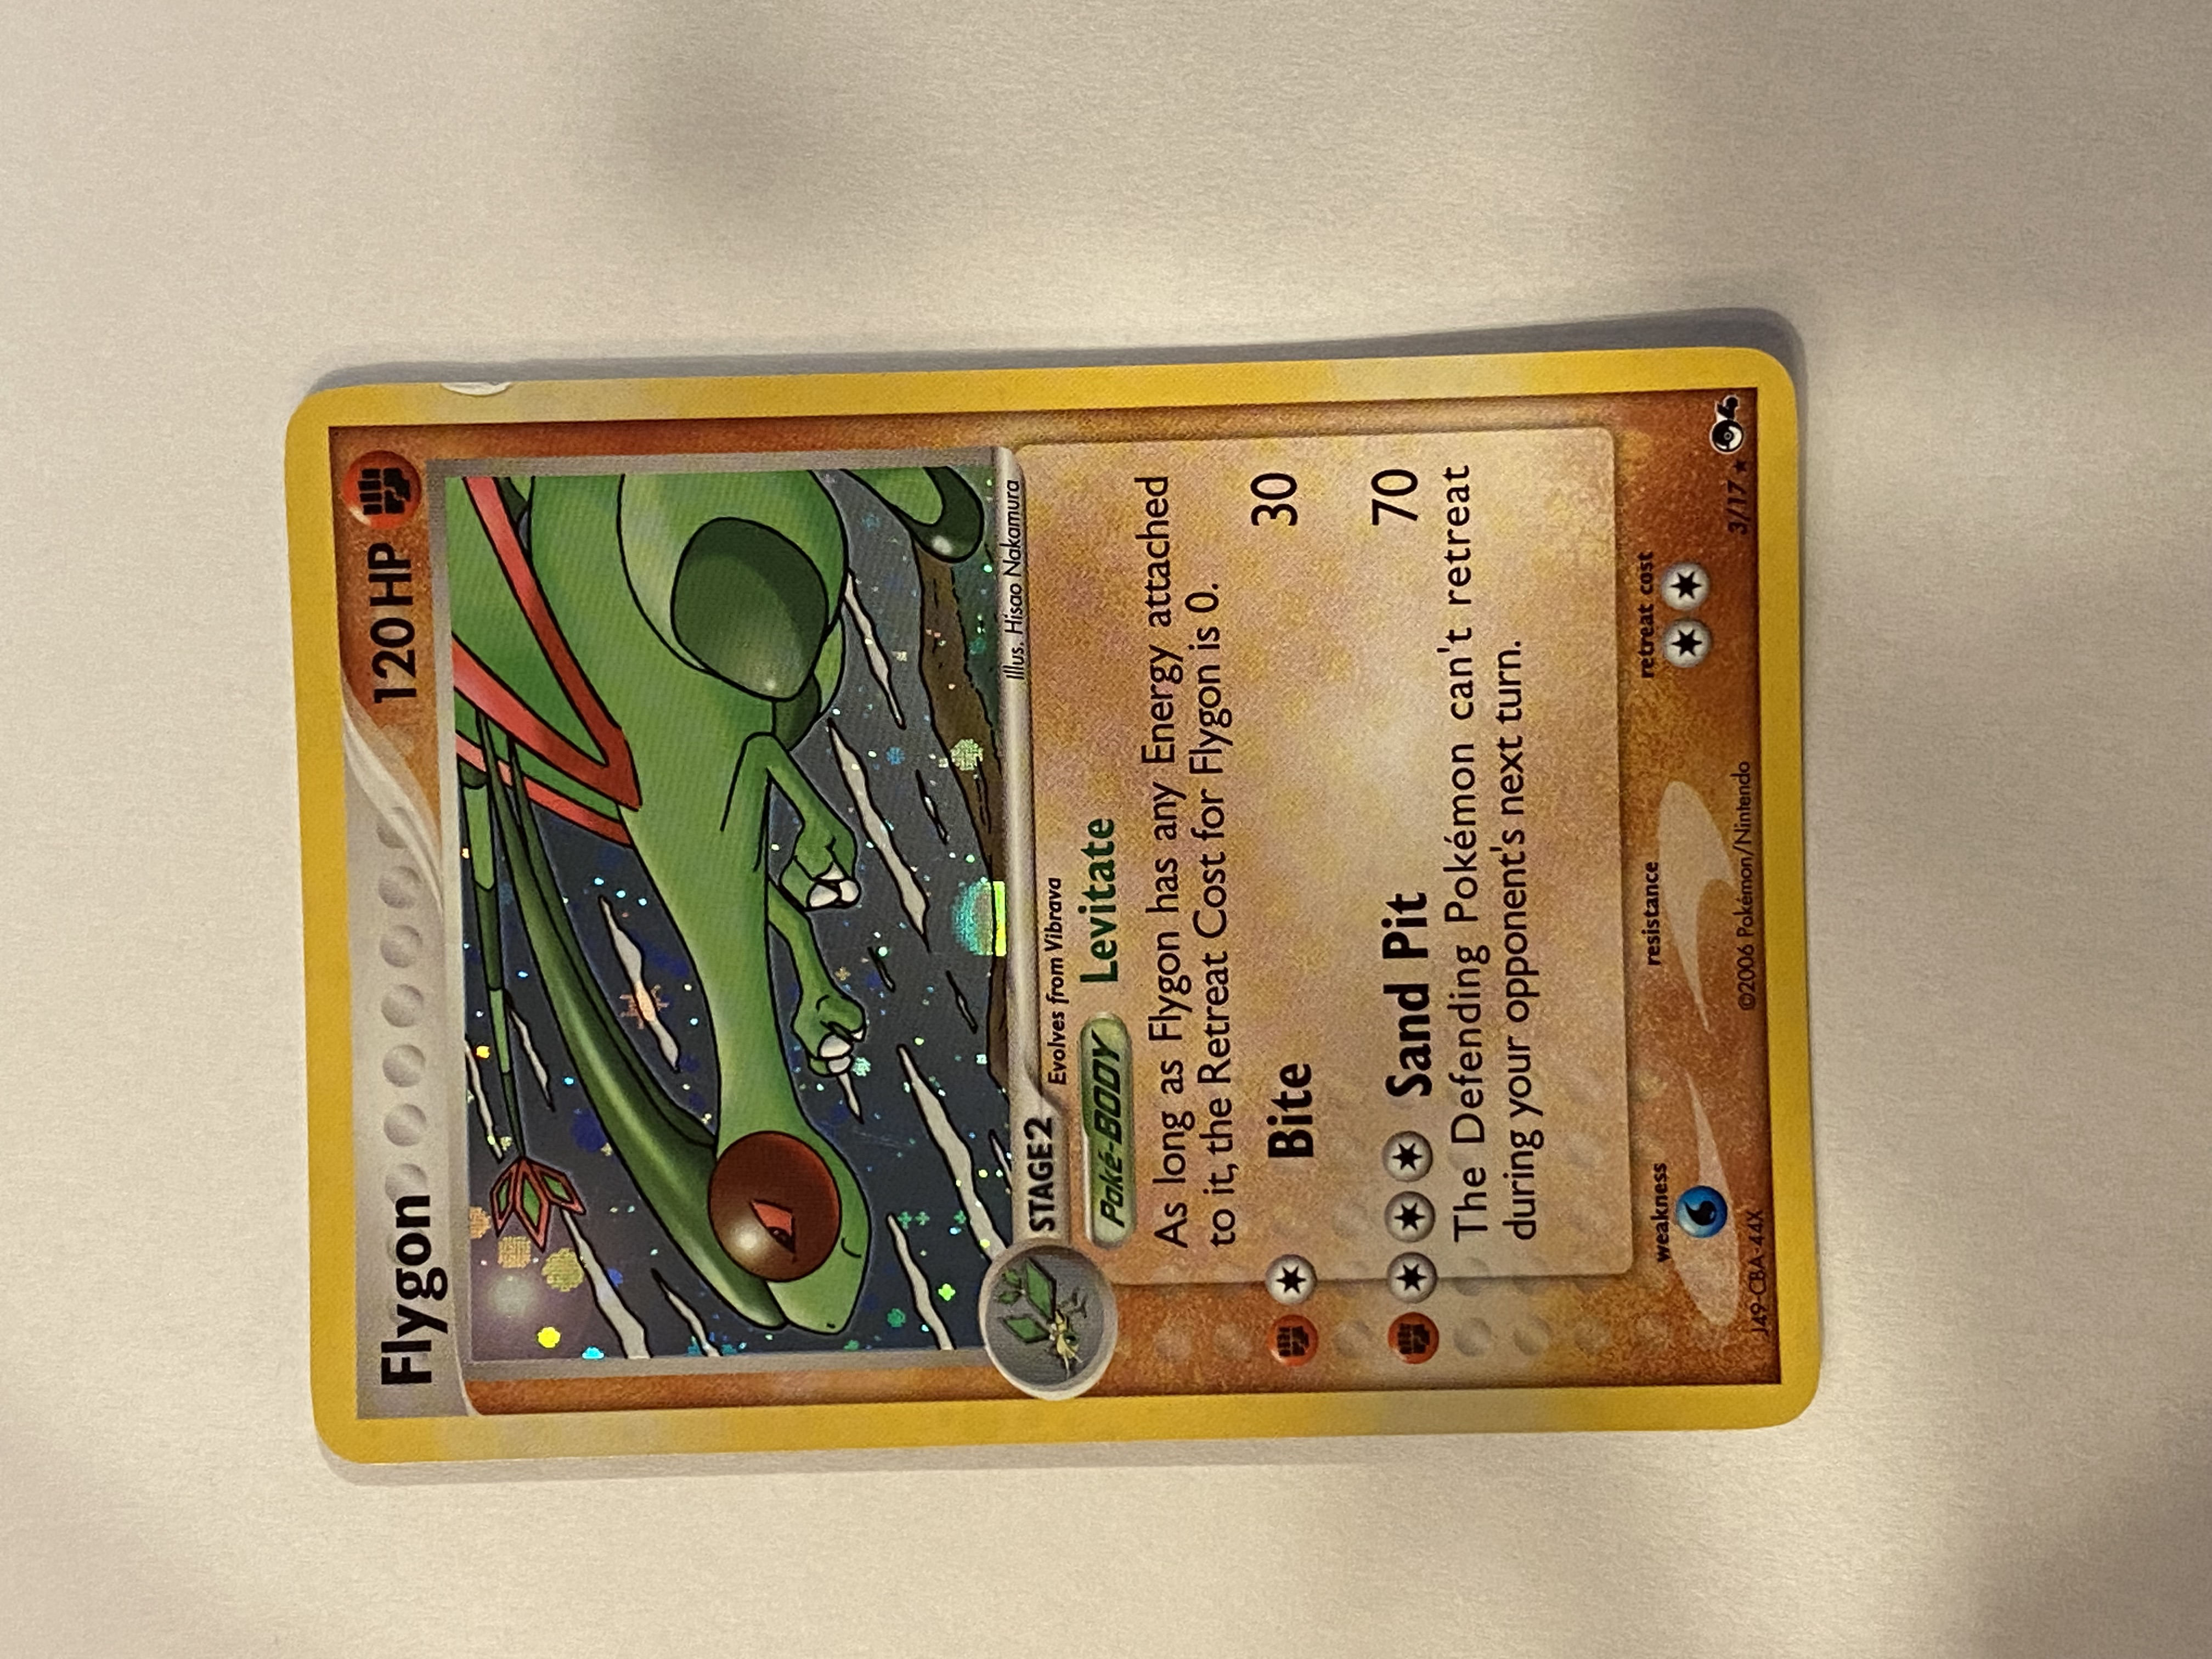 Flygon 120 HP
Illus. Hisao Nakamura
STAGE2 Evolves from Vibrava
Poké-BODY Levitate
As long as Flygon has any Energy attached
to it, the Retreat Cost for Flygon is 0.
Bite 30
Sand Pit 70
The Defending Pokémon can't retreat
during your opponent's next turn.
weakness resistance retreat cost
J49-CBA-44X ©2006 Pokémon/Nintendo 3/17 ★ 4